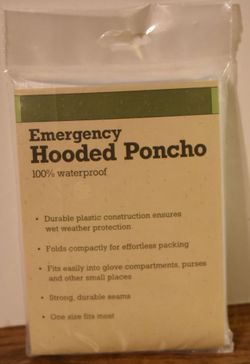 Emergency
Hooded Poncho
100% waterproof
• Durable plastic construction ensures
wet weather protection
• Folds compactly for effortless packing
• Fits easily into glove compartments, purses
and other small places
• Strong, durable seams
• One size fits most